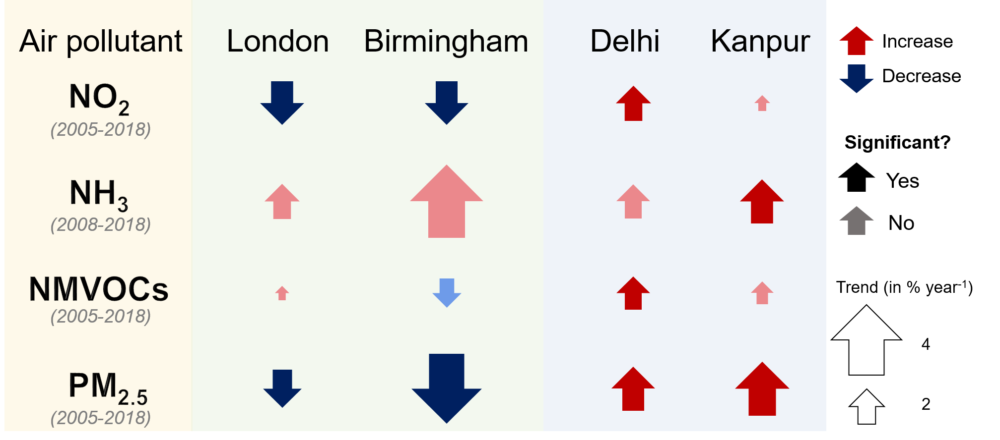 Air pollutant London Birmingham Delhi Kanpur
NO₂
(2005-2018)
NH₃
(2008-2018)
NMVOCs
(2005-2018)
PM₂.₅
(2005-2018)
Increase
Decrease
Significant?
Yes
No
Trend (in % year⁻¹)
4
2